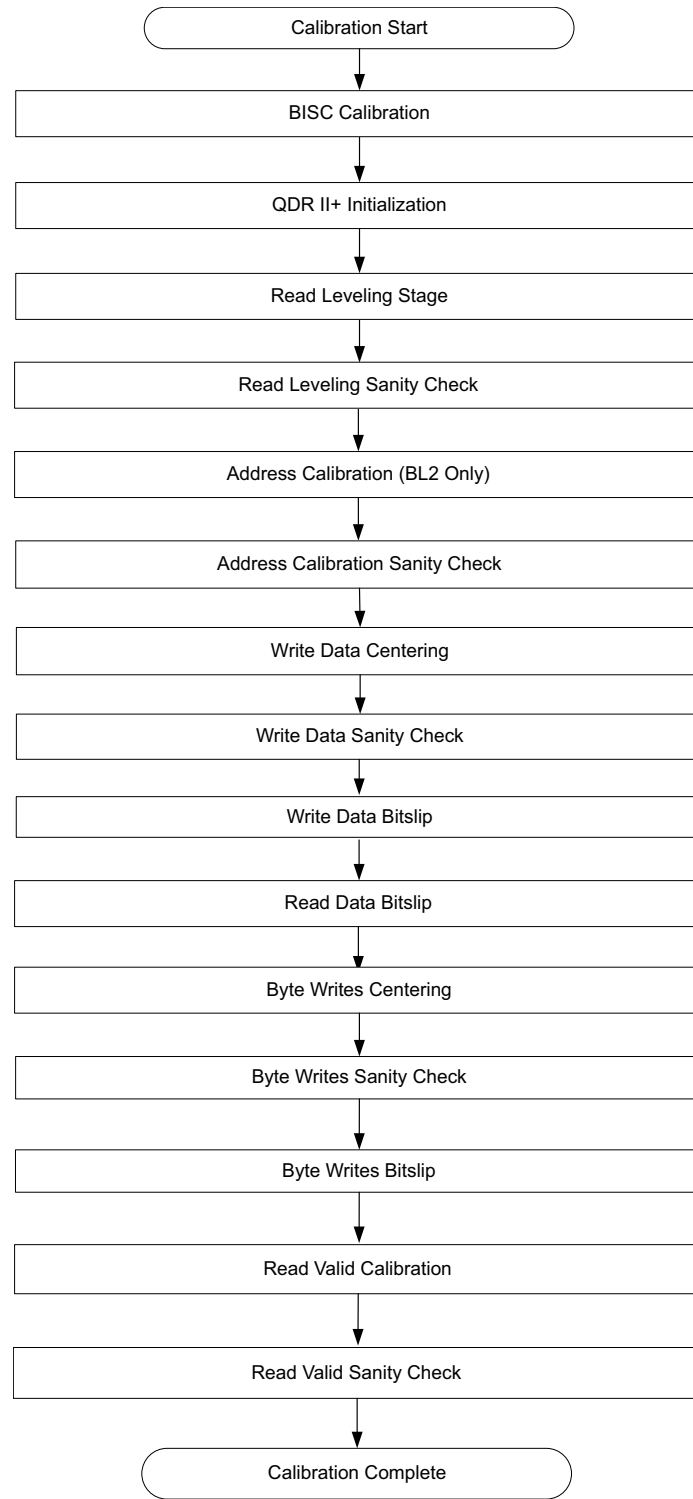 Calibration Start
BISC Calibration
QDR II+ Initialization
Read Leveling Stage
Read Leveling Sanity Check
Address Calibration (BL2 Only)
Address Calibration Sanity Check
Write Data Centering
Write Data Sanity Check
Write Data Bitslip
Read Data Bitslip
Byte Writes Centering
Byte Writes Sanity Check
Byte Writes Bitslip
Read Valid Calibration
Read Valid Sanity Check
Calibration Complete